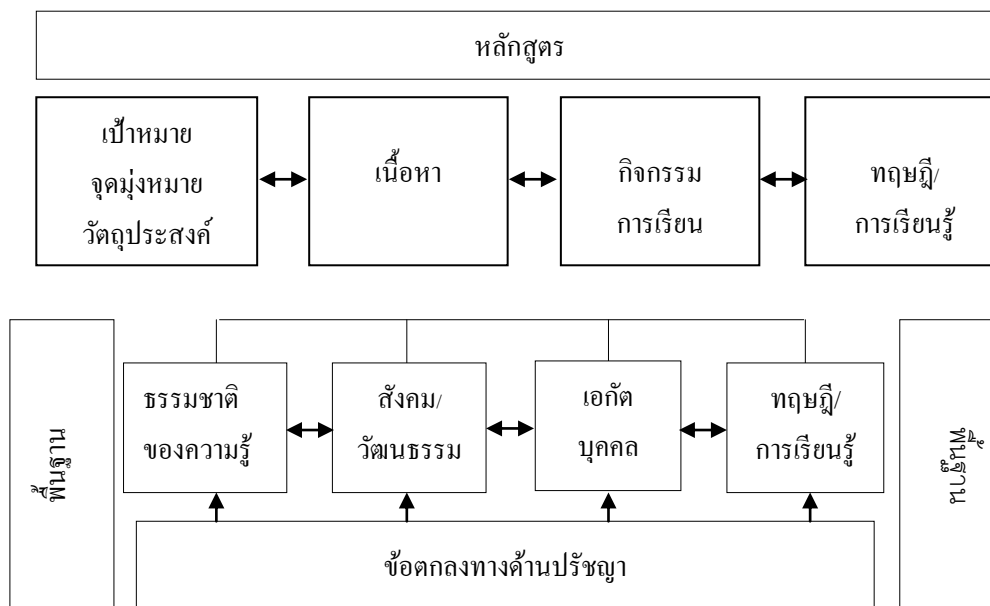 หลักสูตร
เป้าหมาย
จุดมุ่งหมาย
วัตถุประสงค์
เนื้อหา
กิจกรรม
การเรียน
ทฤษฎี/
การเรียนรู้
พื้นฐาน
ธรรมชาติ
ของความรู้
สังคม/
วัฒนธรรม
เอกัต
บุคคล
ทฤษฎี/
การเรียนรู้
พื้นฐาน
ข้อตกลงทางด้านปรัชญา